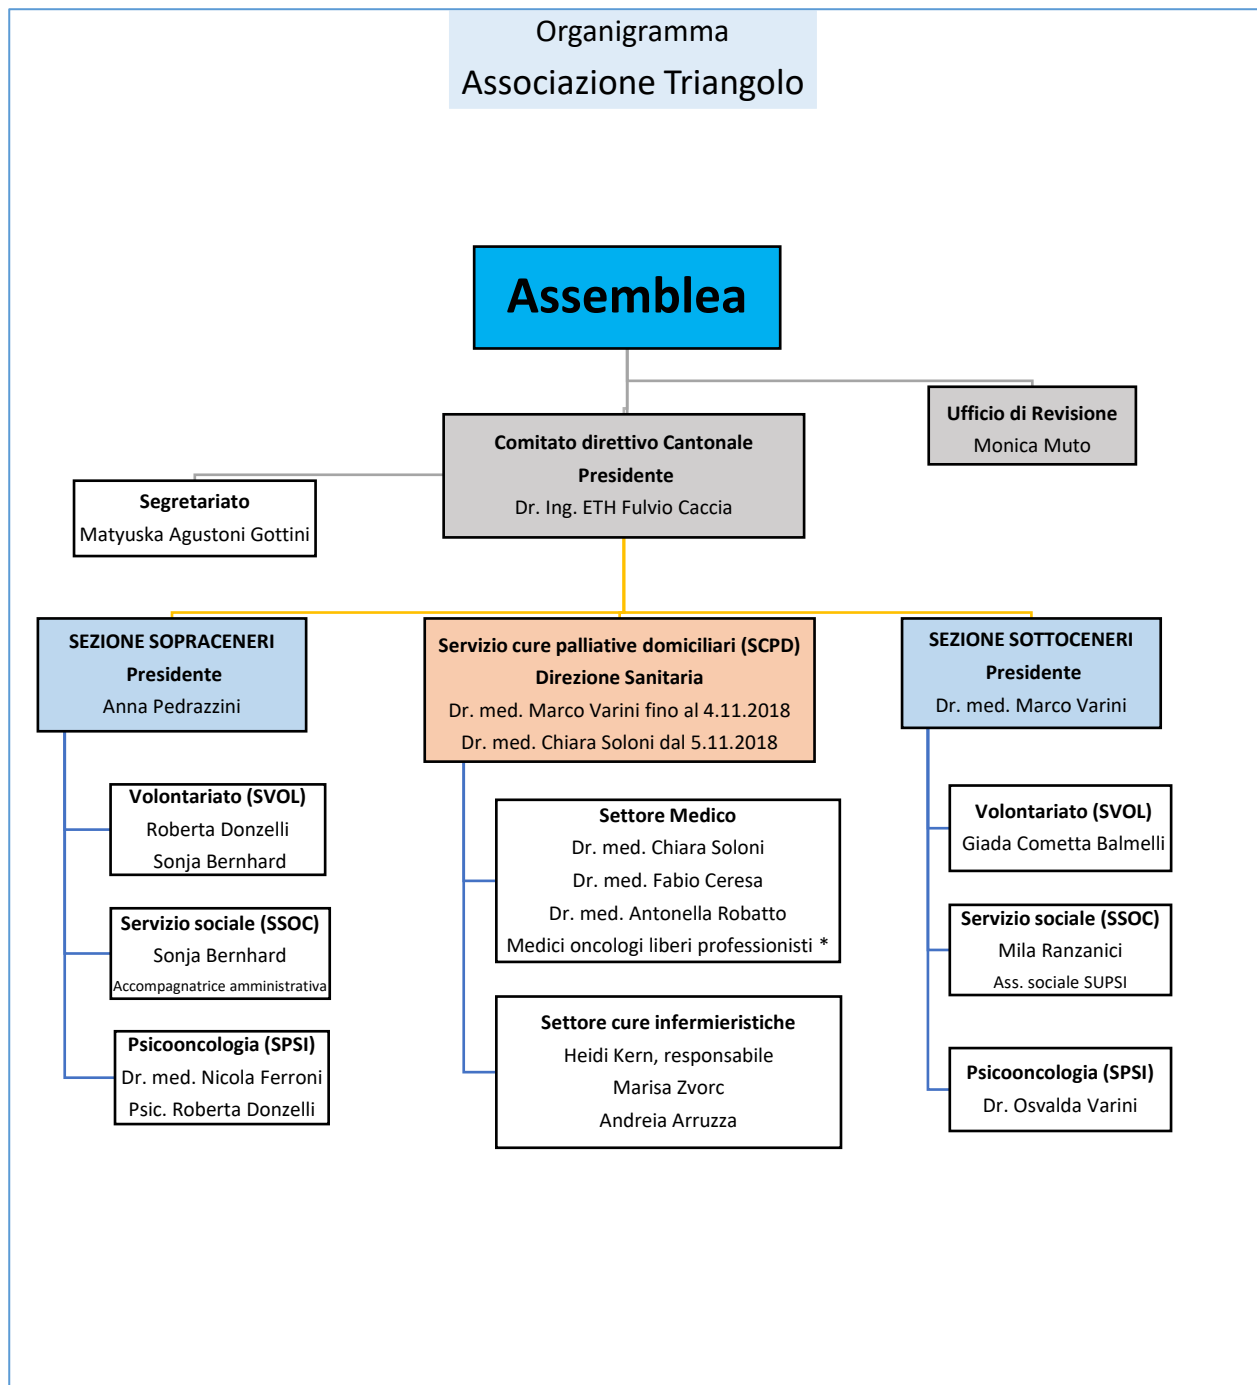 Organigramma
Associazione Triangolo
Assemblea
Ufficio di Revisione
Monica Muto
Comitato direttivo Cantonale
Presidente
Dr. Ing. ETH Fulvio Caccia
Segretariato
Matyuska Agustoni Gottini
SEZIONE SOPRACENERI
Presidente
Anna Pedrazzini
Servizio cure palliative domiciliari (SCPD)
Direzione Sanitaria
Dr. med. Marco Varini fino al 4.11.2018
Dr. med. Chiara Soloni dal 5.11.2018
SEZIONE SOTTOCENERI
Presidente
Dr. med. Marco Varini
Volontariato (SVOL)
Roberta Donzelli
Sonja Bernhard
Servizio sociale (SSOC)
Sonja Bernhard
Accompagnatrice amministrativa
Psicooncologia (SPSI)
Dr. med. Nicola Ferroni
Psic. Roberta Donzelli
Settore Medico
Dr. med. Chiara Soloni
Dr. med. Fabio Ceresa
Dr. med. Antonella Robatto
Medici oncologi liberi professionisti *
Settore cure infermieristiche
Heidi Kern, responsabile
Marisa Zvorc
Andreia Arruzza
Volontariato (SVOL)
Giada Cometta Balmelli
Servizio sociale (SSOC)
Mila Ranzanici
Ass. sociale SUPSI
Psicooncologia (SPSI)
Dr. Osvalda Varini